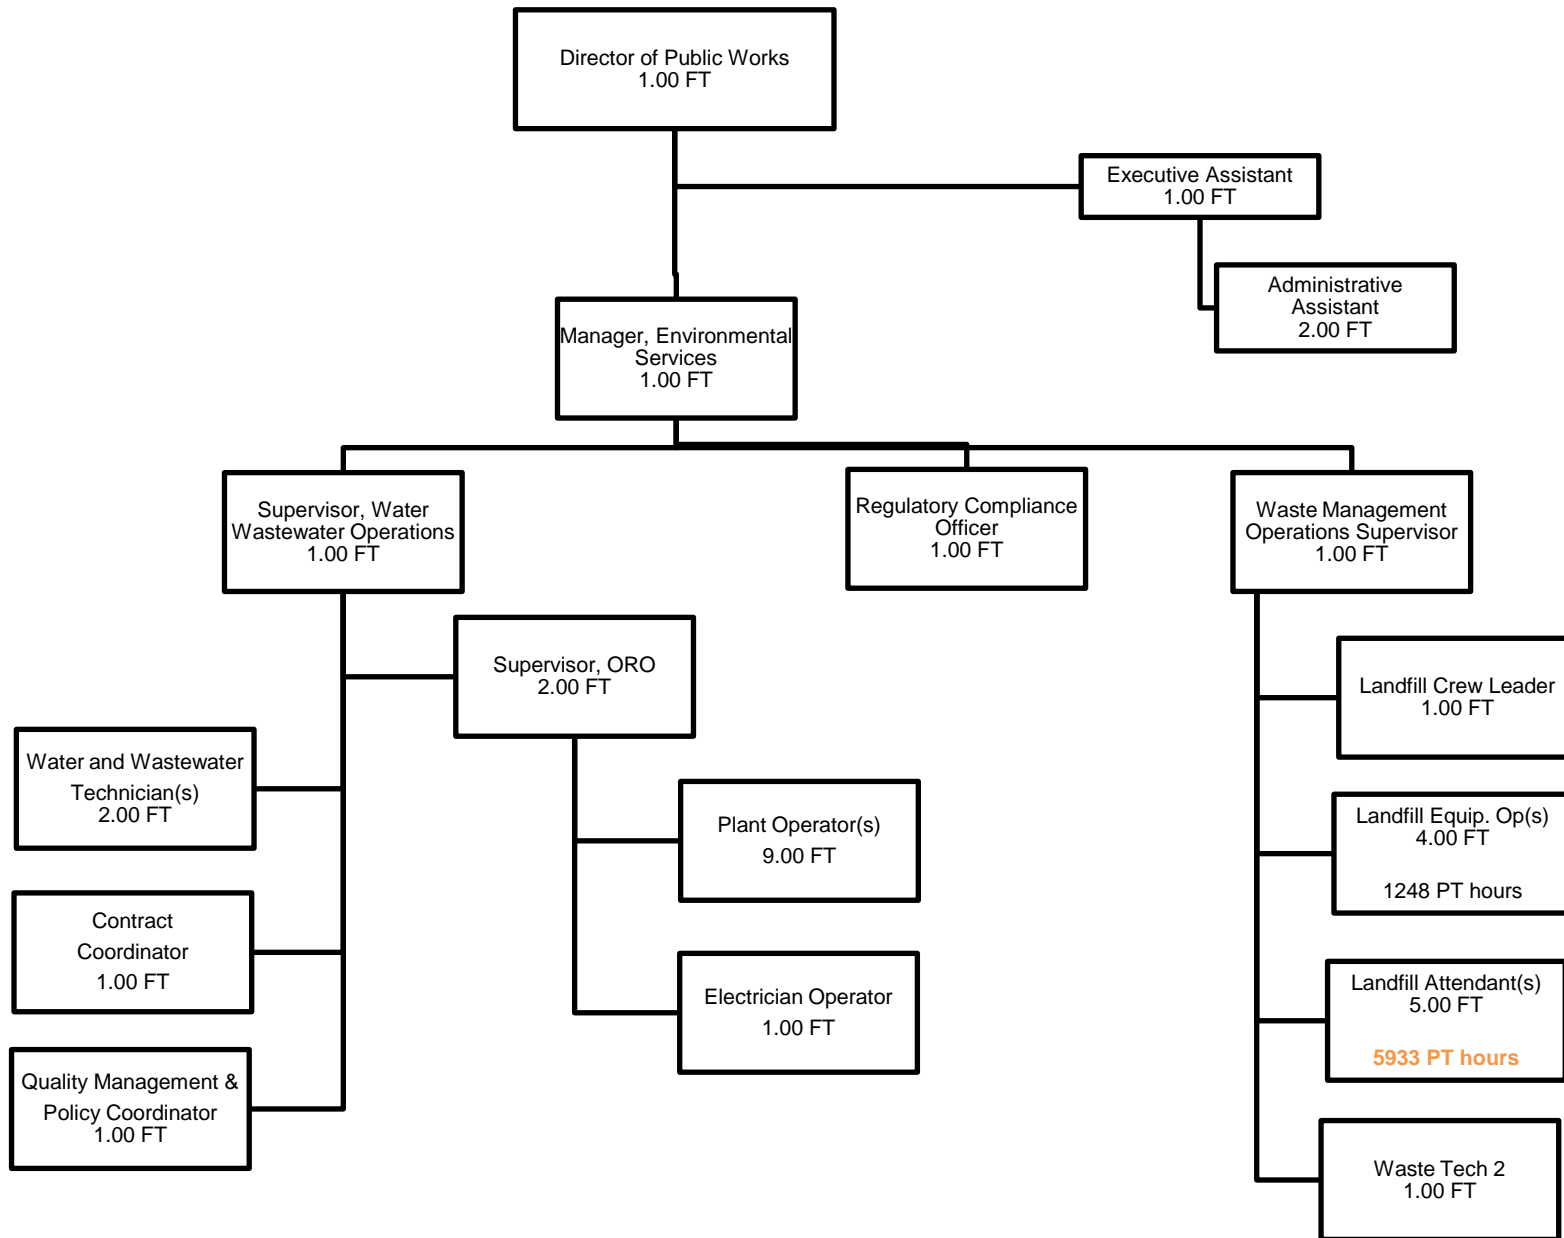 Director of Public Works
1.00 FT
Executive Assistant
1.00 FT
Administrative
Assistant
2.00 FT
Manager, Environmental
Services
1.00 FT
Supervisor, Water
Wastewater Operations
1.00 FT
Regulatory Compliance
Officer
1.00 FT
Waste Management
Operations Supervisor
1.00 FT
Supervisor, ORO
2.00 FT
Water and Wastewater
Technician(s)
2.00 FT
Contract
Coordinator
1.00 FT
Quality Management &
Policy Coordinator
1.00 FT
Plant Operator(s)
9.00 FT
Electrician Operator
1.00 FT
Landfill Crew Leader
1.00 FT
Landfill Equip. Op(s)
4.00 FT
1248 PT hours
Landfill Attendant(s)
5.00 FT
5933 PT hours
Waste Tech 2
1.00 FT